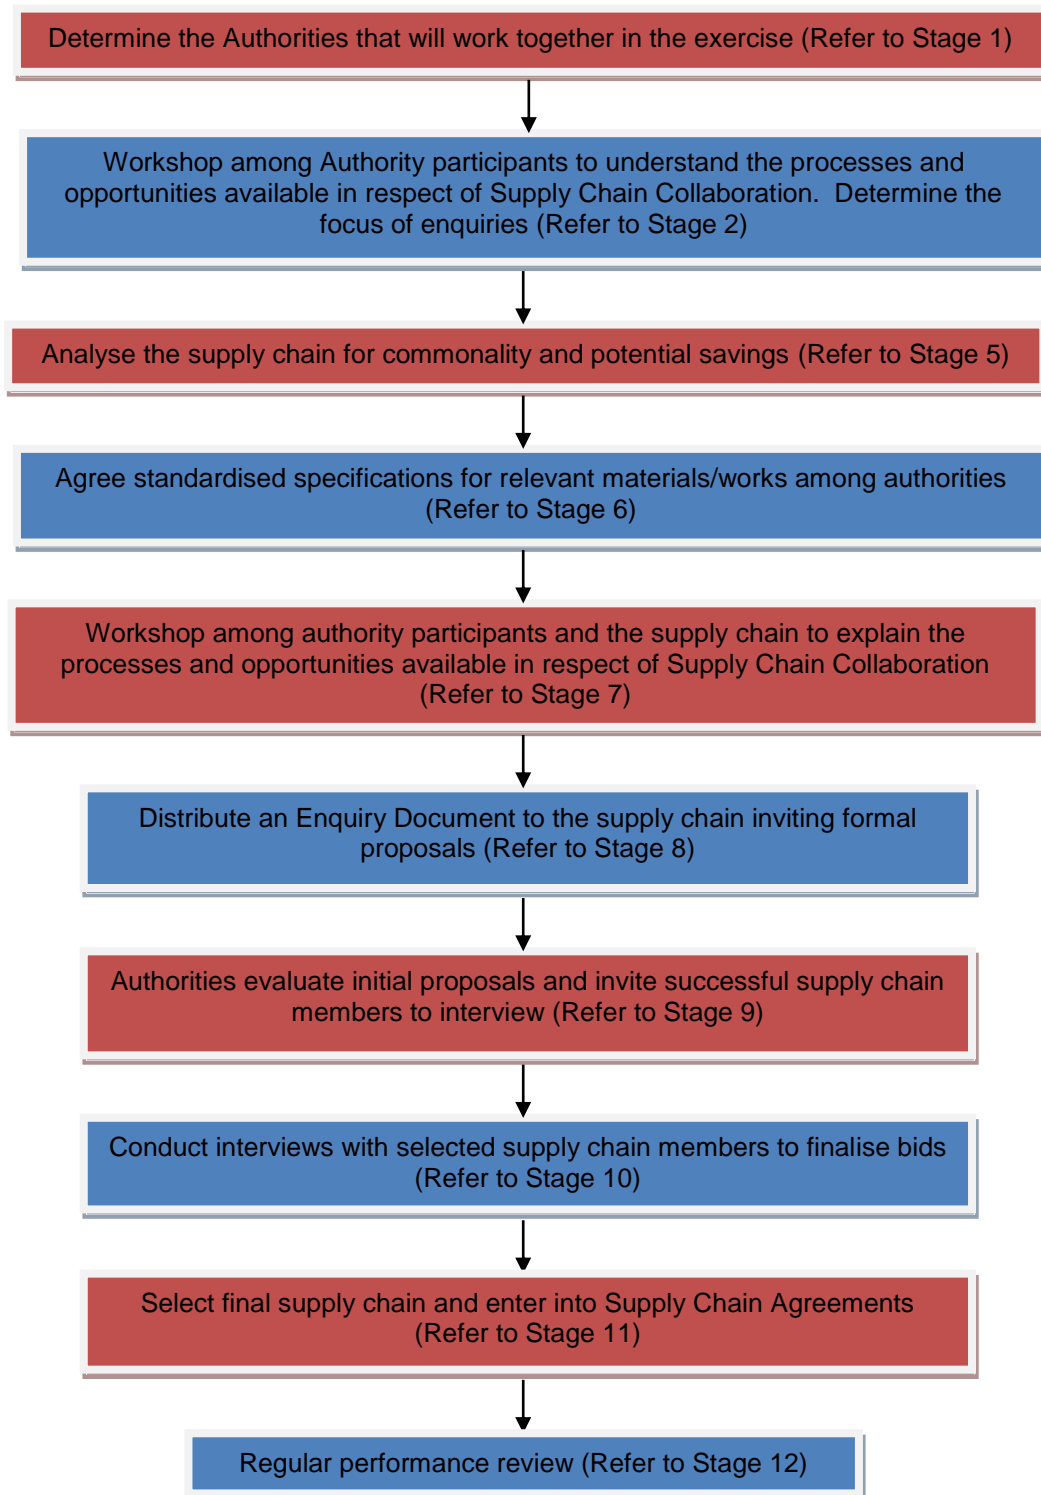 Determine the Authorities that will work together in the exercise (Refer to Stage 1)
Workshop among Authority participants to understand the processes and
opportunities available in respect of Supply Chain Collaboration.  Determine the
focus of enquiries (Refer to Stage 2)
Analyse the supply chain for commonality and potential savings (Refer to Stage 5)
Agree standardised specifications for relevant materials/works among authorities
(Refer to Stage 6)
Workshop among authority participants and the supply chain to explain the
processes and opportunities available in respect of Supply Chain Collaboration
(Refer to Stage 7)
Distribute an Enquiry Document to the supply chain inviting formal
proposals (Refer to Stage 8)
Authorities evaluate initial proposals and invite successful supply chain
members to interview (Refer to Stage 9)
Conduct interviews with selected supply chain members to finalise bids
(Refer to Stage 10)
Select final supply chain and enter into Supply Chain Agreements
(Refer to Stage 11)
Regular performance review (Refer to Stage 12)